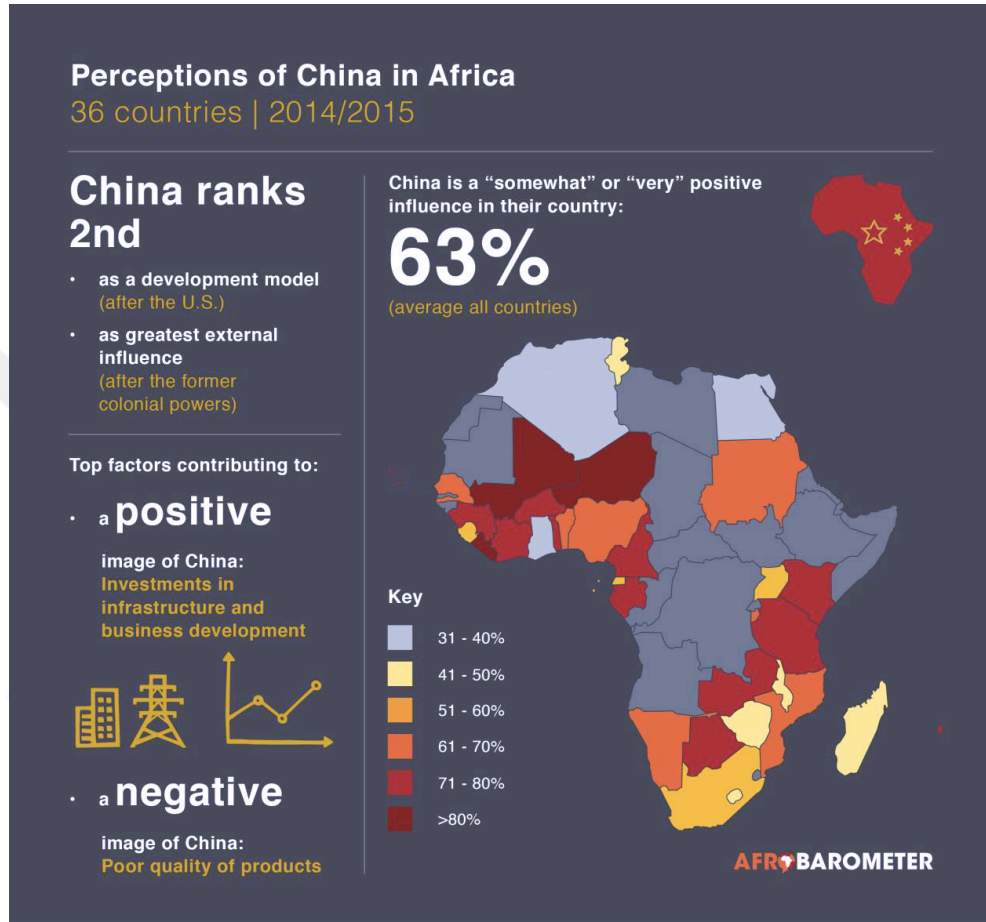 Perceptions of China in Africa
36 countries | 2014/2015
China ranks
2nd
• as a development model
(after the U.S.)
• as greatest external
influence
(after the former
colonial powers)
Top factors contributing to:
• a positive
image of China:
Investments in
infrastructure and
business development
• a negative
image of China:
Poor quality of products
China is a “somewhat” or “very” positive
influence in their country:
63%
(average all countries)
Key
31 - 40%
41 - 50%
51 - 60%
61 - 70%
71 - 80%
>80%
AFROBAROMETER